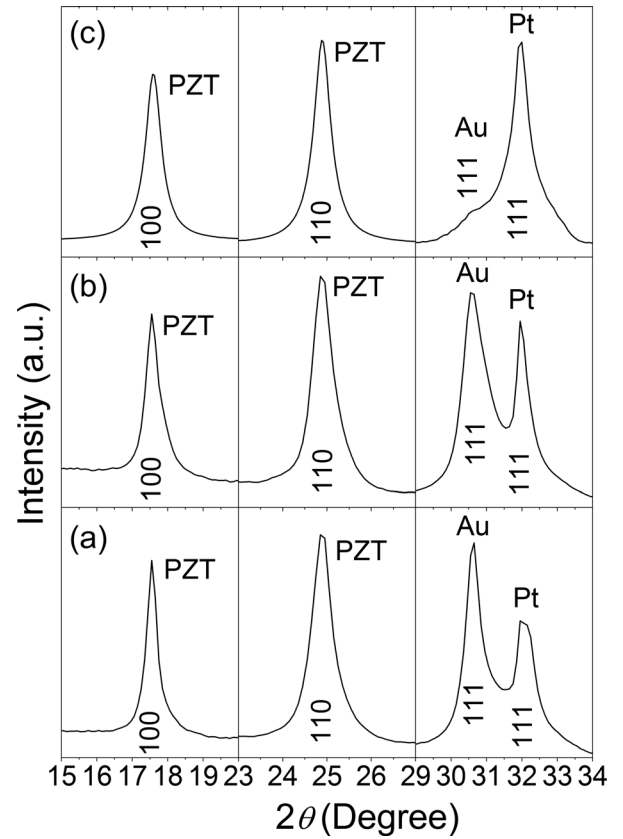 (c)
PZT
100
PZT
110
Pt
Au
111
111
(b)
PZT
100
PZT
110
Au
Pt
111
111
(a)
PZT
100
PZT
110
Au
Pt
111
111
15 16 17 18 19 23 24 25 26 29 30 31 32 33 34
2θ (Degree)
Intensity (a.u.)